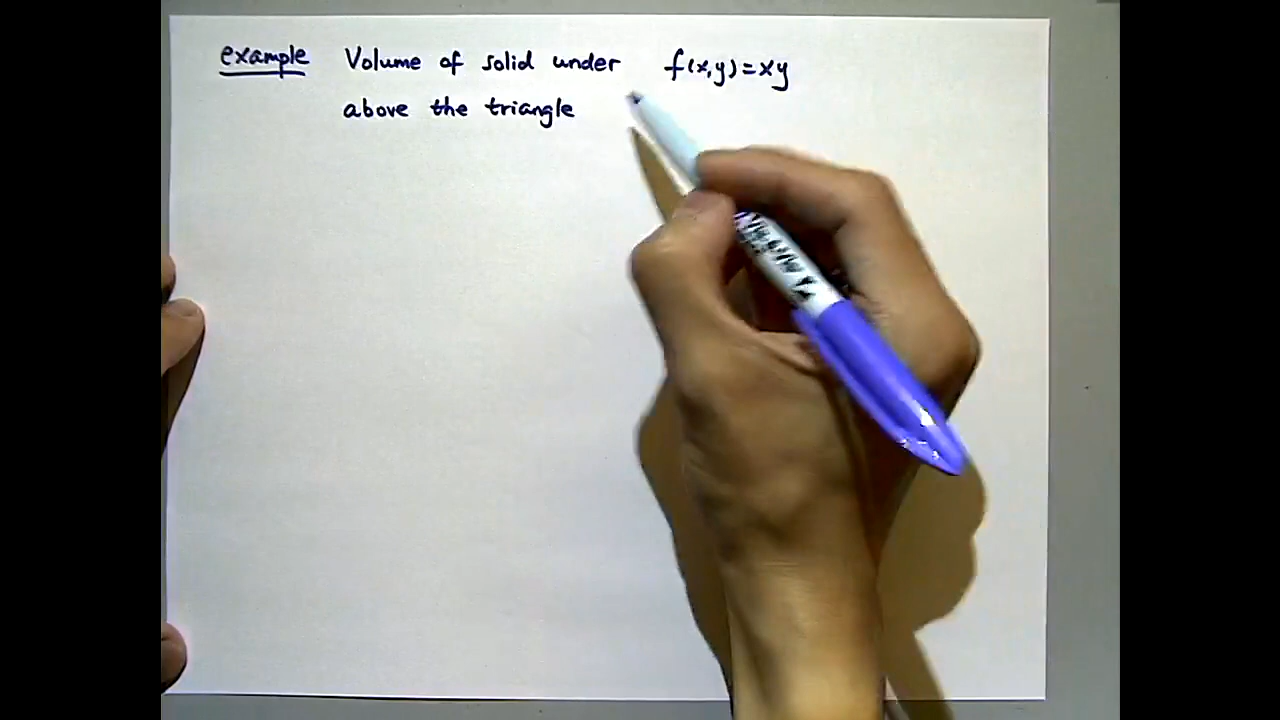 example Volume of solid under f(x,y)=xy
above the triangle